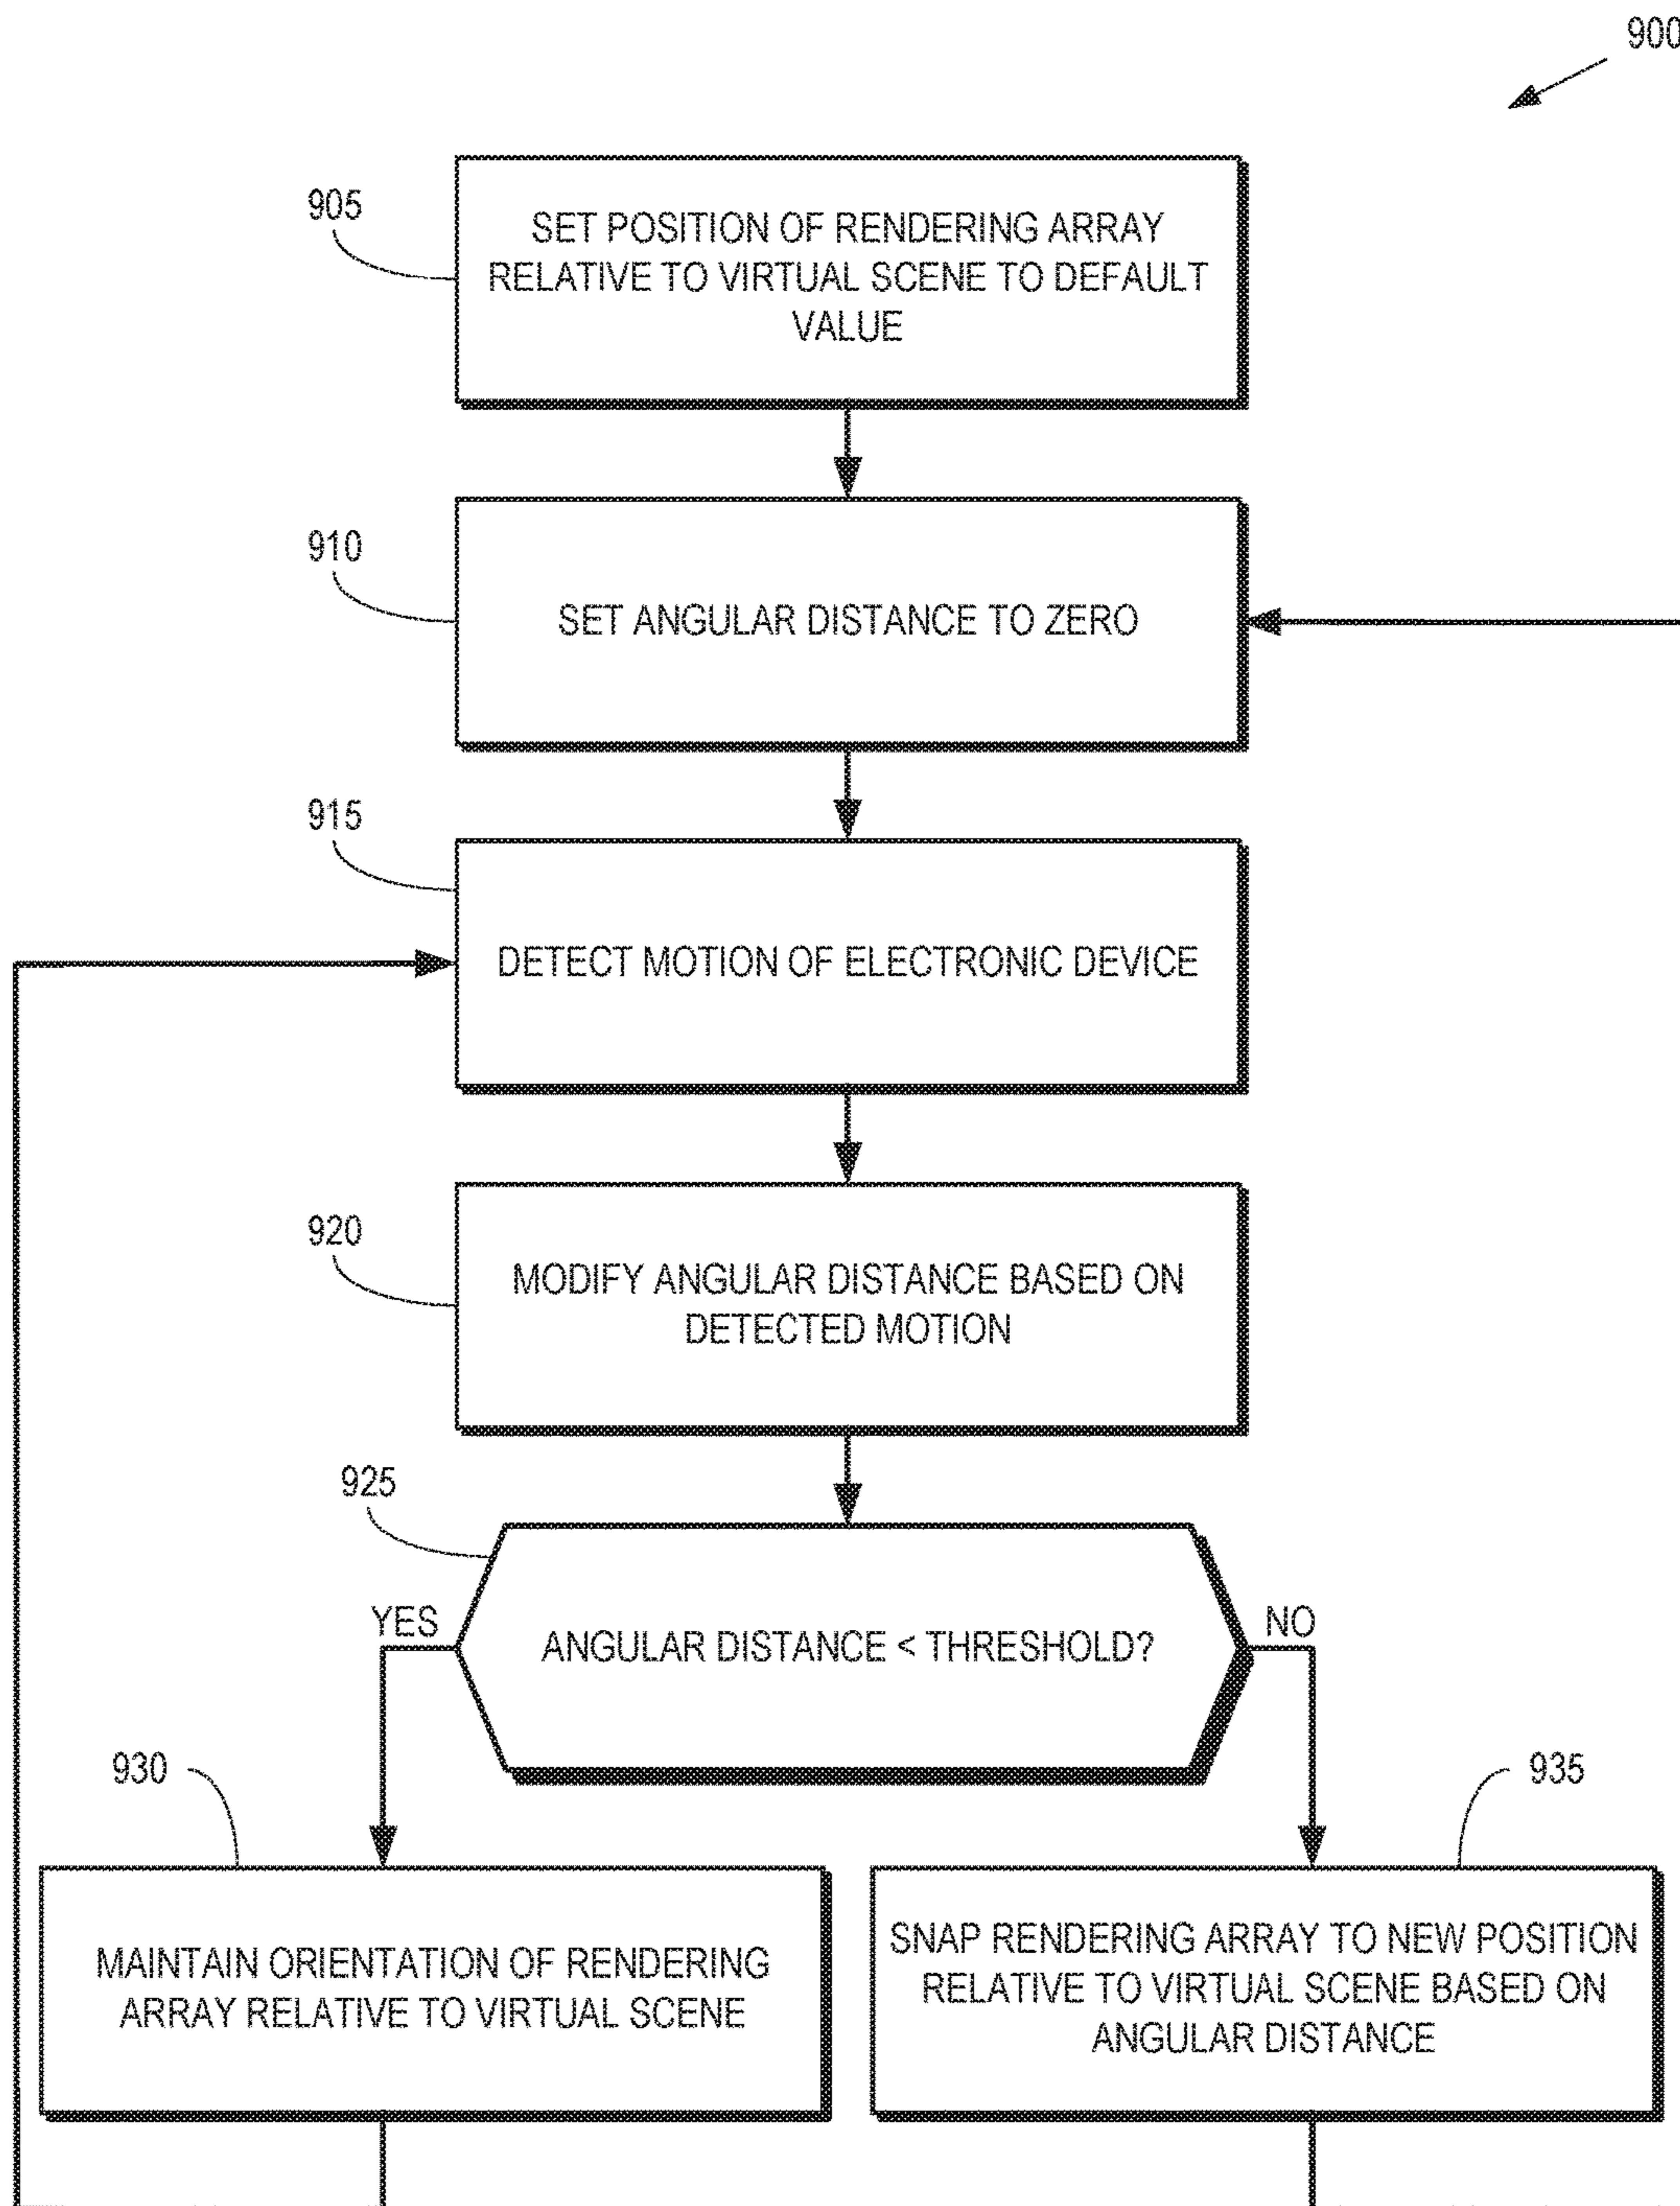 900
905
SET POSITION OF RENDERING ARRAY
RELATIVE TO VIRTUAL SCENE TO DEFAULT
VALUE
910
SET ANGULAR DISTANCE TO ZERO
915
DETECT MOTION OF ELECTRONIC DEVICE
920
MODIFY ANGULAR DISTANCE BASED ON
DETECTED MOTION
925
YES
ANGULAR DISTANCE < THRESHOLD?
NO
930
MAINTAIN ORIENTATION OF RENDERING
ARRAY RELATIVE TO VIRTUAL SCENE
935
SNAP RENDERING ARRAY TO NEW POSITION
RELATIVE TO VIRTUAL SCENE BASED ON
ANGULAR DISTANCE